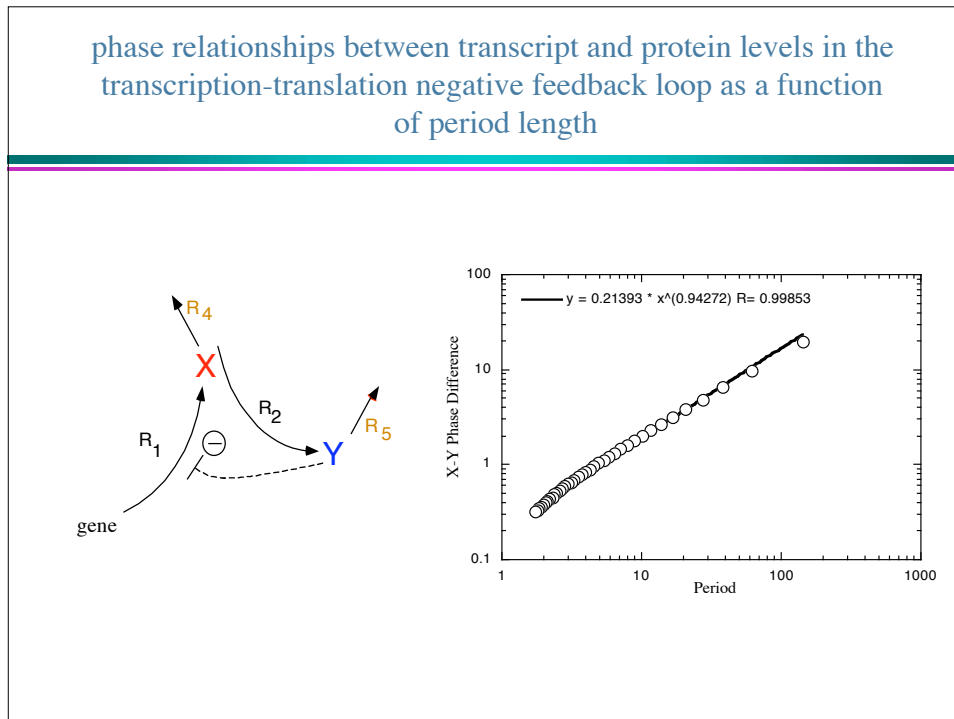 phase relationships between transcript and protein levels in the
transcription-translation negative feedback loop as a function
of period length
R4
X
R2
R1
−
Y
R5
gene
100
10
1
0.1
X-Y Phase Difference
y = 0.21393 * x^(0.94272) R= 0.99853
1
10
100
1000
Period